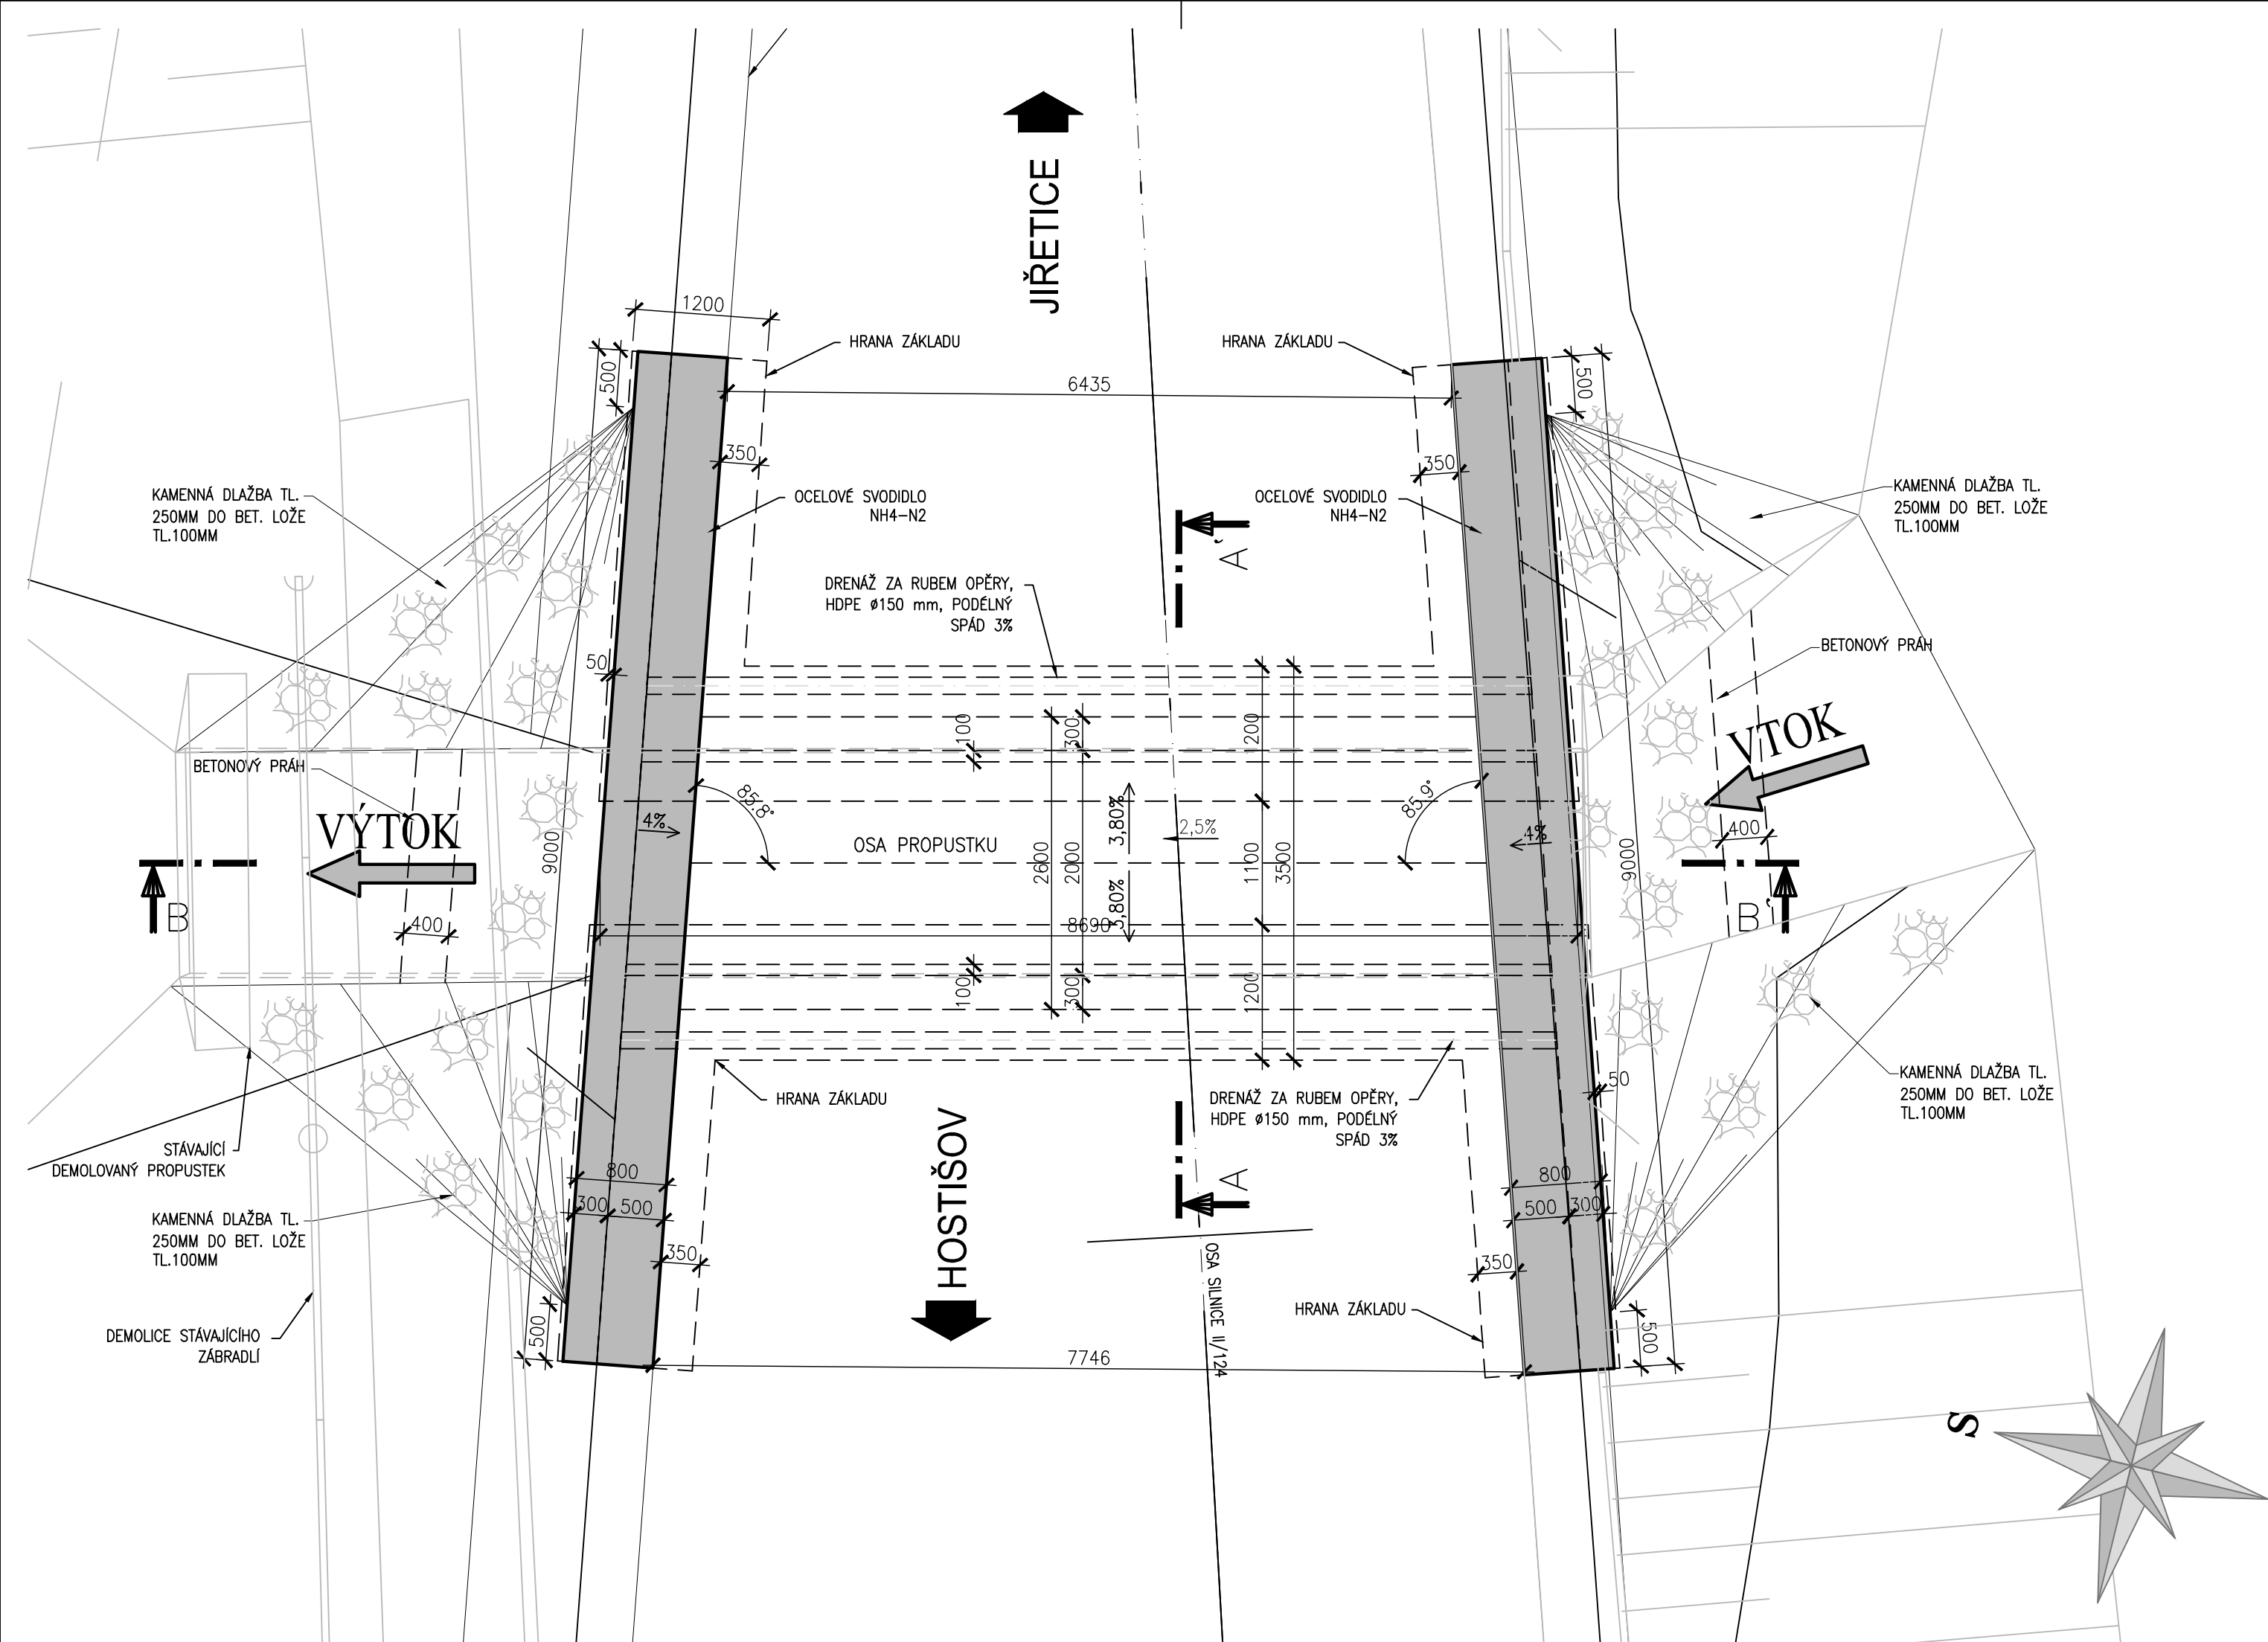 JIŘETICE
1200
HRANA ZÁKLADU
HRANA ZÁKLADU
500
500
6435
350
350
KAMENNÁ DLAŽBA TL.
250MM DO BET. LOŽE
TL.100MM
OCELOVÉ SVODIDLO
NH4-N2
OCELOVÉ SVODIDLO
NH4-N2
KAMENNÁ DLAŽBA TL.
250MM DO BET. LOŽE
TL.100MM
A'
DRENÁŽ ZA RUBEM OPĚRY,
HDPE ø150 mm, PODÉLNÝ
SPÁD 3%
50
BETONOVÝ PRÁH
100
300
1200
VTOK
BETONOVÝ PRÁH
VÝTOK
85.8°
85.9°
4%
3,80%
2,5%
4%
400
9000
OSA PROPUSTKU
2600
2000
1100
3500
9000
B
400
3,80%
8690
B'
100
300
1200
50
HRANA ZÁKLADU
DRENÁŽ ZA RUBEM OPĚRY,
HDPE ø150 mm, PODÉLNÝ
SPÁD 3%
KAMENNÁ DLAŽBA TL.
250MM DO BET. LOŽE
TL.100MM
STÁVAJÍCÍ
DEMOLOVANÝ PROPUSTEK
HOSTIŠOV
800
A
800
300
500
500
300
KAMENNÁ DLAŽBA TL.
250MM DO BET. LOŽE
TL.100MM
350
350
OSA SILNICE II/124
HRANA ZÁKLADU
DEMOLICE STÁVAJÍCÍHO
ZÁBRADLÍ
500
500
7746
S